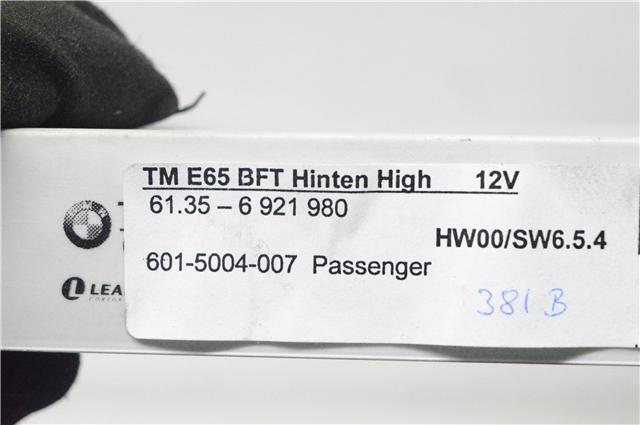 TM E65 BFT Hinten High 12V
61.35 – 6 921 980
HW00/SW6.5.4
601-5004-007 Passenger
LEA
381 B